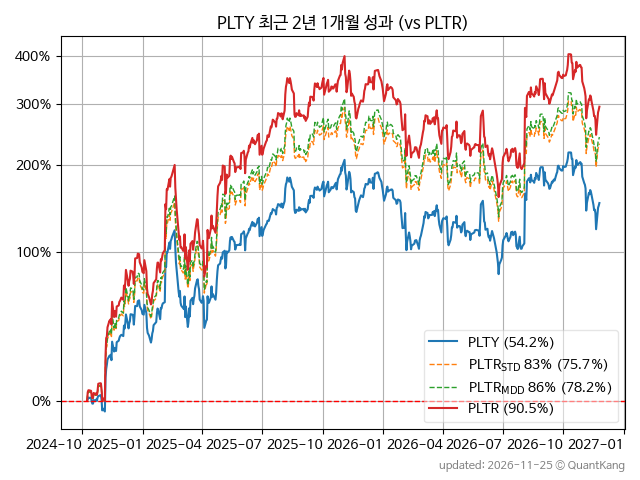 PLTY 최근 2년 1개월 성과 (vs PLTR)
400%
300%
200%
100%
0%
PLTY (54.2%)
PLTR_STD 83% (75.7%)
PLTR_MDD 86% (78.2%)
PLTR (90.5%)
2024-10 2025-01 2025-04 2025-07 2025-10 2026-01 2026-04 2026-07 2026-10 2027-01
updated: 2026-11-25 © QuantKang